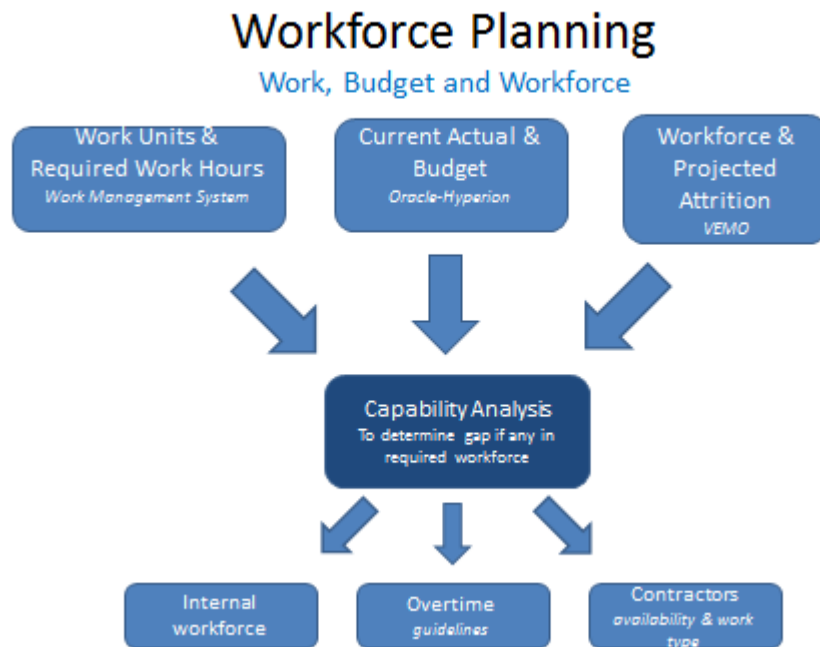 Workforce Planning
Work, Budget and Workforce
Work Units &
Required Work Hours
Work Management System
Current Actual &
Budget
Oracle-Hyperion
Workforce &
Projected
Attrition
VEMO
Capability Analysis
To determine gap if any in
required workforce
Internal
workforce
Overtime
guidelines
Contractors
availability & work
type